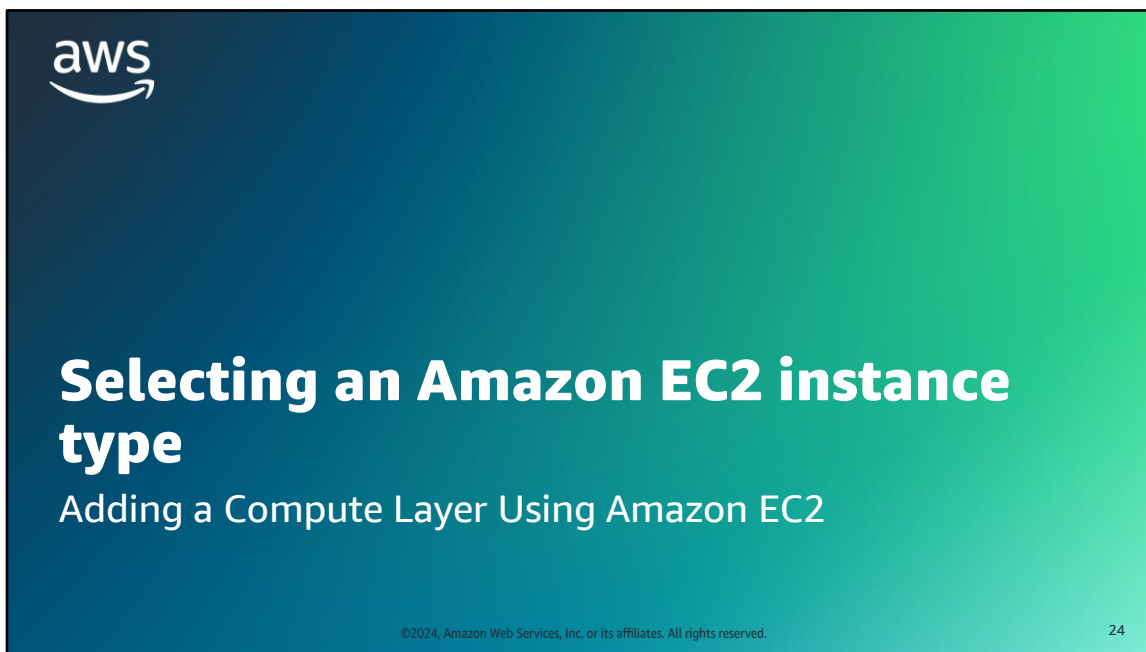 aws
Selecting an Amazon EC2 instance
type
Adding a Compute Layer Using Amazon EC2
©2024, Amazon Web Services, Inc. or its affiliates. All rights reserved.
24